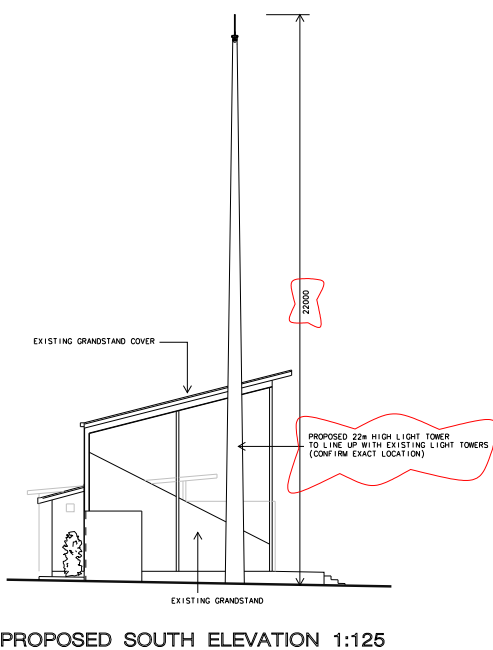 22000
EXISTING GRANDSTAND COVER
PROPOSED 22m HIGH LIGHT TOWER
TO LINE UP WITH EXISTING LIGHT TOWERS
(CONFIRM EXACT LOCATION)
EXISTING GRANDSTAND
PROPOSED SOUTH ELEVATION 1:125